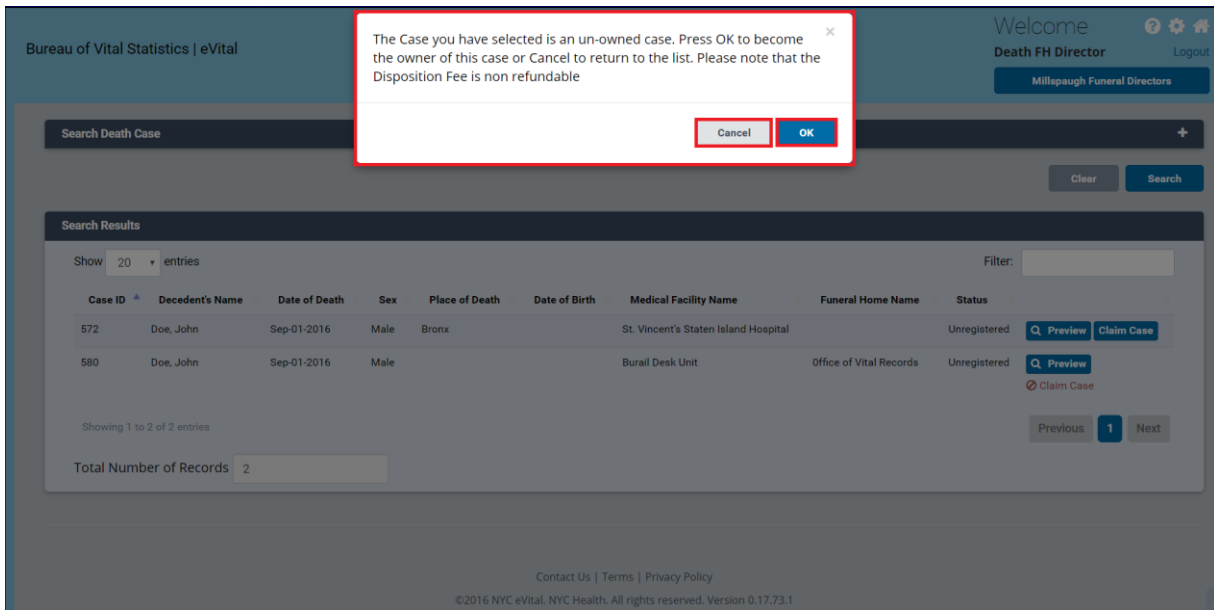 Bureau of Vital Statistics | eVital
The Case you have selected is an un-owned case. Press OK to become
the owner of this case or Cancel to return to the list. Please note that the
Disposition Fee is non refundable
×
Cancel OK
Welcome
Death FH Director Logout
Millspaugh Funeral Directors
Search Death Case +
Clear Search
Search Results
Show 20 entries Filter:
Case ID Decedent's Name Date of Death Sex Place of Death Date of Birth Medical Facility Name Funeral Home Name Status
572 Doe, John Sep-01-2016 Male Bronx St. Vincent's Staten Island Hospital Unregistered Preview Claim Case
580 Doe, John Sep-01-2016 Male Burail Desk Unit Office of Vital Records Unregistered Preview
Claim Case
Showing 1 to 2 of 2 entries Previous 1 Next
Total Number of Records 2
Contact Us | Terms | Privacy Policy
©2016 NYC eVital. NYC Health. All rights reserved. Version 0.17.73.1